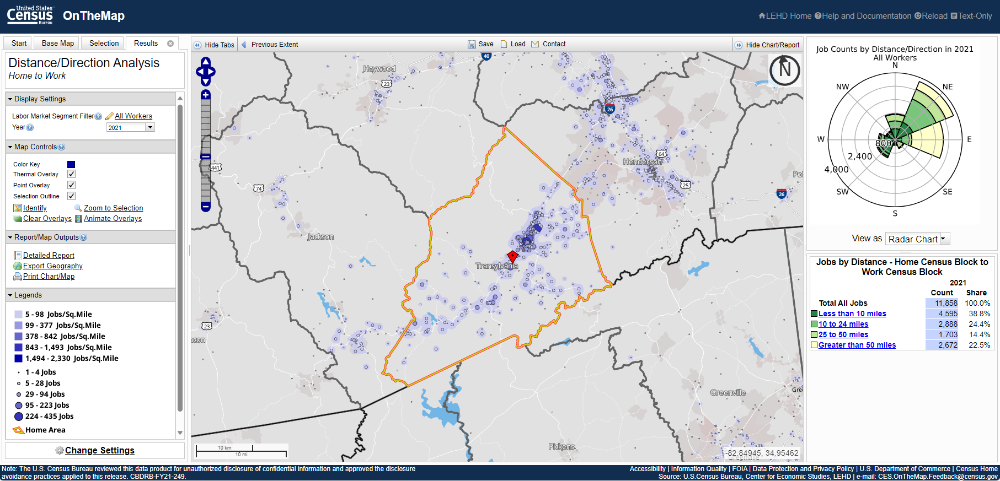 United States™
Census
Bureau
OnTheMap
LEHD Home Help and Documentation Reload Text-Only
Start Base Map Selection Results
Distance/Direction Analysis
Home to Work
Display Settings
Labor Market Segment Filter All Workers
Year 2021
Map Controls
Color Key
Thermal Overlay
Point Overlay
Selection Outline
Identify Zoom to Selection
Clear Overlays Animate Overlays
Report/Map Outputs
Detailed Report
Export Geography
Print Chart/Map
Legends
5 - 98 Jobs/Sq.Mile
99 - 377 Jobs/Sq.Mile
378 - 842 Jobs/Sq.Mile
843 - 1,493 Jobs/Sq.Mile
1,494 - 2,330 Jobs/Sq.Mile
1 - 4 Jobs
5 - 28 Jobs
29 - 94 Jobs
95 - 223 Jobs
224 - 435 Jobs
Home Area
Change Settings
Hide Tabs Previous Extent Save Load Contact Hide Chart/Report
40
Haywood
23
N
26
64
Henderson
441
Pol
25
74
26
Jackson
Transylvania
23
acon
Greenville
Gree
Pickens
10 km
10 mi
-82.84945, 34.95462
Greenville
Job Counts by Distance/Direction in 2021
All Workers
N
NW NE
W E
800
2,400
4,000
SW SE
S
View as Radar Chart
Jobs by Distance - Home Census Block to
Work Census Block
2021
Count Share
Total All Jobs 11,858 100.0%
Less than 10 miles 4,595 38.8%
10 to 24 miles 2,888 24.4%
25 to 50 miles 1,703 14.4%
Greater than 50 miles 2,672 22.5%
Note: The U.S. Census Bureau reviewed this data product for unauthorized disclosure of confidential information and approved the disclosure
avoidance practices applied to this release. CBDRB-FY21-249.
Accessibility | Information Quality | FOIA | Data Protection and Privacy Policy | U.S. Department of Commerce | Census Home
Source: U.S.Census Bureau, Center for Economic Studies, LEHD | e-mail: CES.OnTheMap.Feedback@census.gov